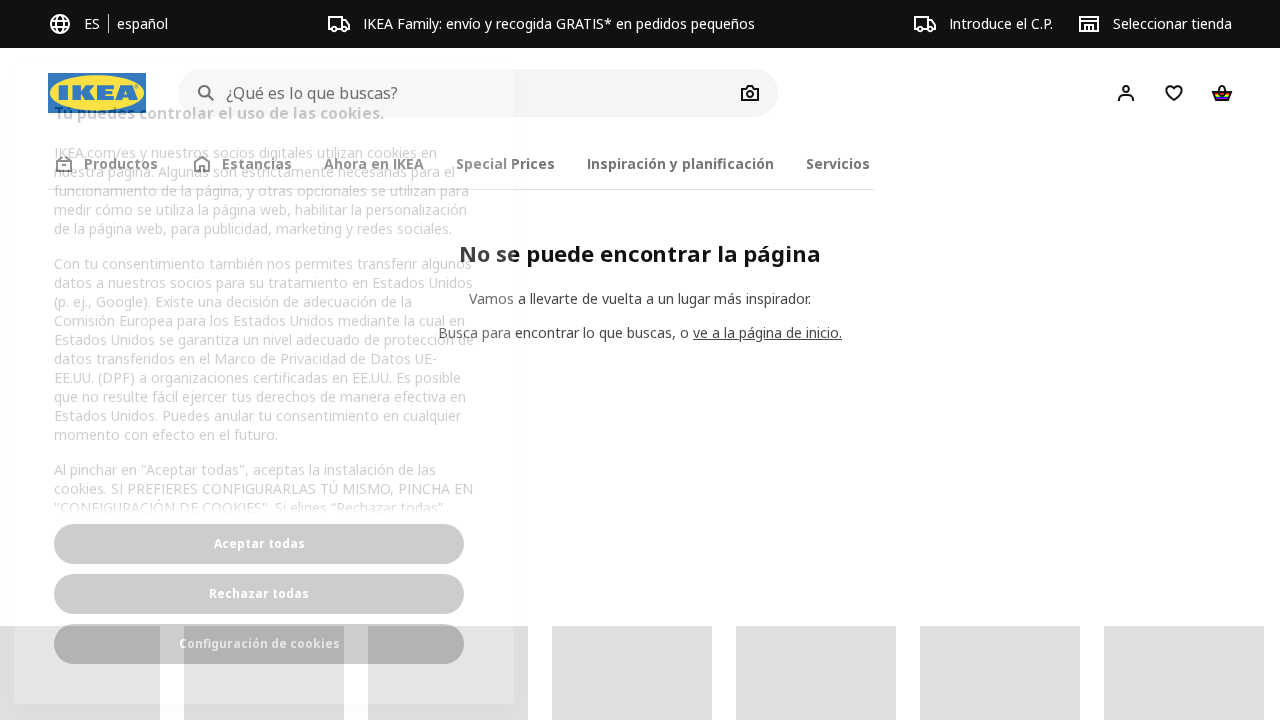 ES español
IKEA Family: envío y recogida GRATIS* en pedidos pequeños
Introduce el C.P.
Seleccionar tienda
IKEA
¿Qué es lo que buscas?
Tú puedes controlar el uso de las cookies.
Productos
Estancias
Ahora en IKEA
Special Prices
Inspiración y planificación
Servicios
IKEA.com/es y nuestros socios digitales utilizan cookies en
nuestra página. Algunas son estrictamente necesarias para el
funcionamiento de la página, y otras opcionales se utilizan para
medir cómo se utiliza la página web, habilitar la personalización
de la página web, para publicidad, marketing y redes sociales.
Con tu consentimiento también nos permites transferir algunos
datos a nuestros socios para su tratamiento en Estados Unidos
(p. ej., Google). Existe una decisión de adecuación de la
Comisión Europea para los Estados Unidos mediante la cual en
Estados Unidos se garantiza un nivel adecuado de protección de
datos transferidos en el Marco de Privacidad de Datos UE-
EE.UU. (DPF) a organizaciones certificadas en EE.UU. Es posible
que no resulte fácil ejercer tus derechos de manera efectiva en
Estados Unidos. Puedes anular tu consentimiento en cualquier
momento con efecto en el futuro.
Al pinchar en "Aceptar todas", aceptas la instalación de las
cookies. SI PREFIERES CONFIGURARLAS TÚ MISMO, PINCHA EN
"CONFIGURACIÓN DE COOKIES". Si eliges “Rechazar todas”
Aceptar todas
Rechazar todas
Configuración de cookies
No se puede encontrar la página
Vamos a llevarte de vuelta a un lugar más inspirador.
Busca para encontrar lo que buscas, o ve a la página de inicio.